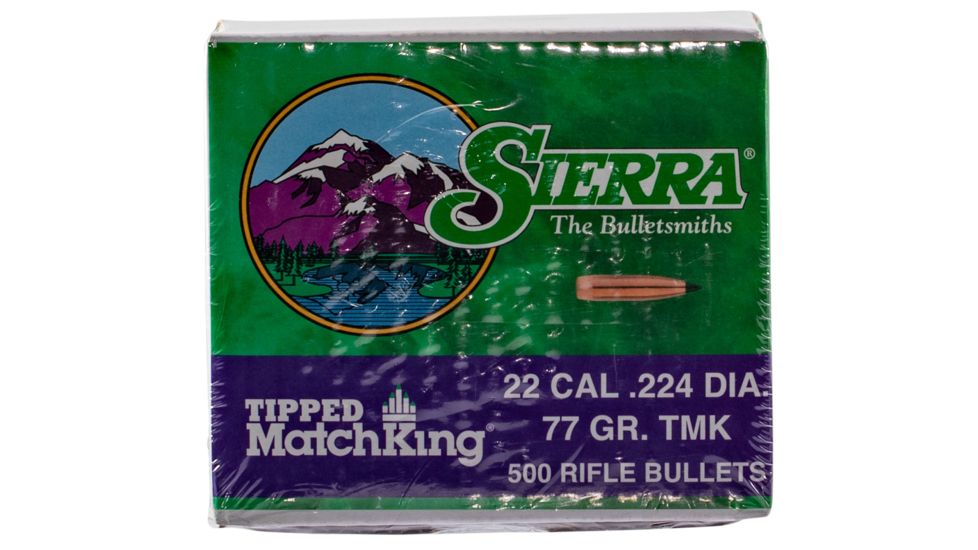 SIERRA®
The Bulletsmiths
22 CAL .224 DIA.
TIPPED
MatchKing®
77 GR. TMK
500 RIFLE BULLETS